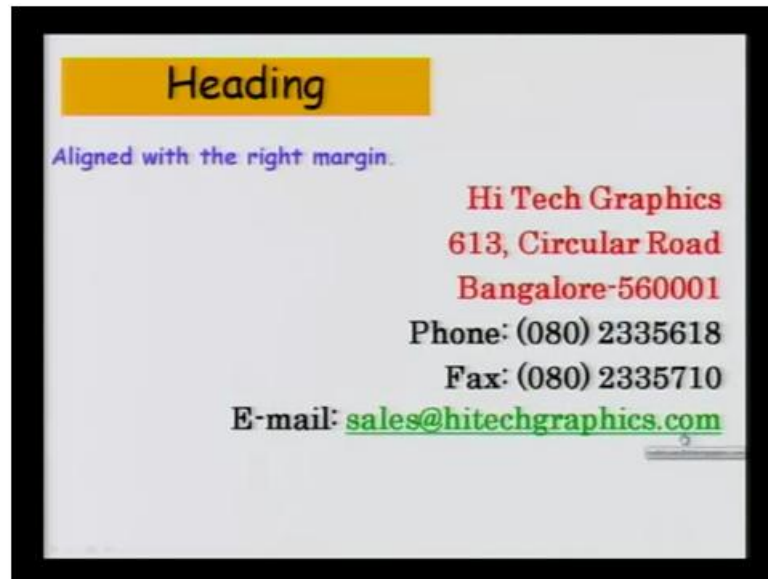 Heading
Aligned with the right margin.
Hi Tech Graphics
613, Circular Road
Bangalore-560001
Phone: (080) 2335618
Fax: (080) 2335710
E-mail: sales@hitechgraphics.com